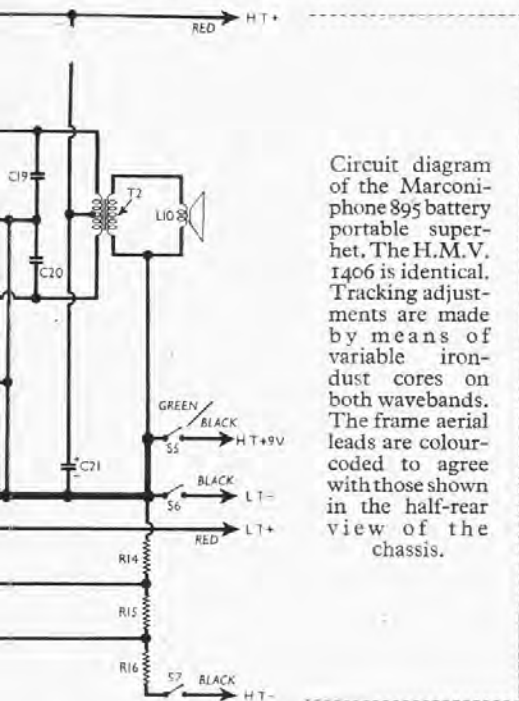 RED
HT+
C19
T2
L10
C20
GREEN/
BLACK
S5
HT+9V
C21
BLACK
S6
LT-
RED
LT+
R14
R15
R16
S7
BLACK
HT-
Circuit diagram
of the Marconi-
phone 895 battery
portable super-
het. The H.M.V.
1406 is identical.
Tracking adjust-
ments are made
by means of
variable iron-
dust cores on
both wavebands.
The frame aerial
leads are colour-
coded to agree
with those shown
in the half-rear
view of the
chassis.